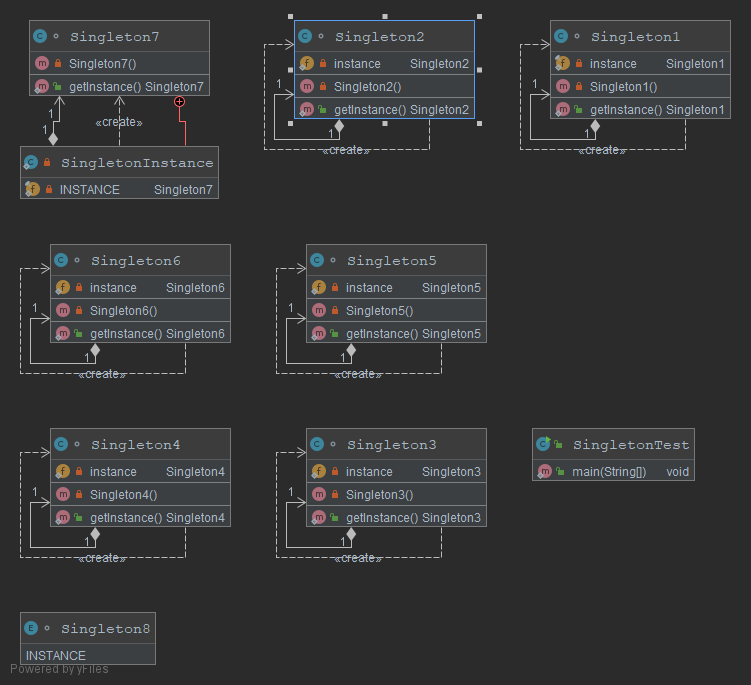 Singleton7
Singleton7()
getInstance() Singleton7
1
1
«create»
SingletonInstance
INSTANCE Singleton7
Singleton2
instance Singleton2
Singleton2()
getInstance() Singleton2
1
1
«create»
Singleton1
instance Singleton1
Singleton1()
getInstance() Singleton1
1
1
«create»
Singleton6
instance Singleton6
Singleton6()
getInstance() Singleton6
1
1
«create»
Singleton5
instance Singleton5
Singleton5()
getInstance() Singleton5
1
1
«create»
Singleton4
instance Singleton4
Singleton4()
getInstance() Singleton4
1
1
«create»
Singleton3
instance Singleton3
Singleton3()
getInstance() Singleton3
1
1
«create»
SingletonTest
main(String[]) void
Singleton8
INSTANCE
Powered by yFiles